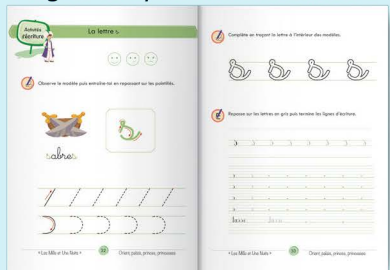 Activités
d'écriture
La lettre s
Observe le modèle puis entraîne-toi en repassant sur les pointillés.
sabres
« Les Mille et Une Nuits »
52
Orient, palais, princes, princesses
Complète en traçant la lettre à l'intérieur des modèles.
Repasse sur les lettres en gris puis termine les lignes d'écriture.
« Les Mille et Une Nuits »
Orient, palais, princes, princesses